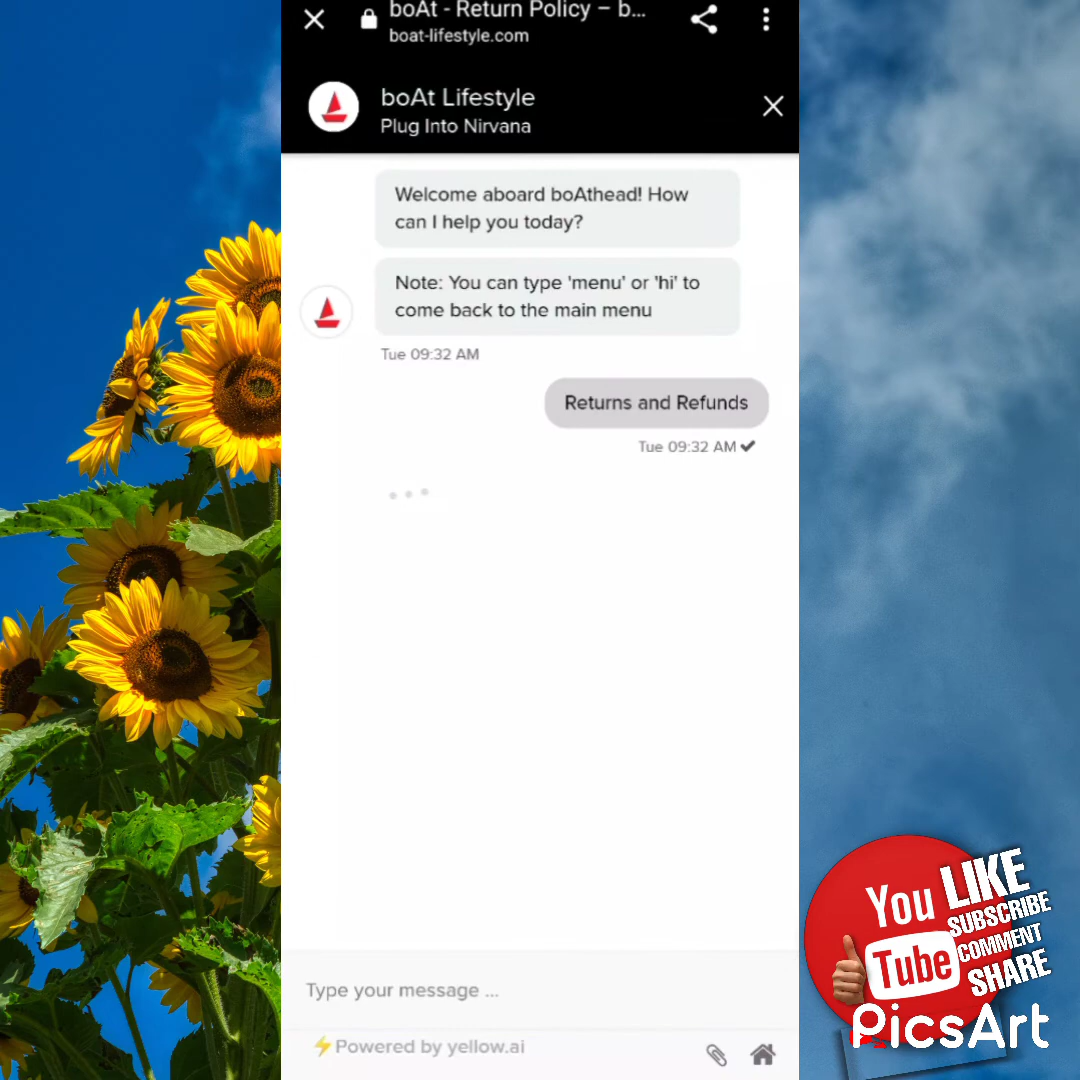 boAt - Return Policy – b...
boat-lifestyle.com
boAt Lifestyle
Plug Into Nirvana
Welcome aboard boAthead! How
can I help you today?
Note: You can type 'menu' or 'hi' to
come back to the main menu
Tue 09:32 AM
Returns and Refunds
Tue 09:32 AM
Type your message ...
Powered by yellow.ai
You
Tube
LIKE
SUBSCRIBE
COMMENT
SHARE
PicsArt